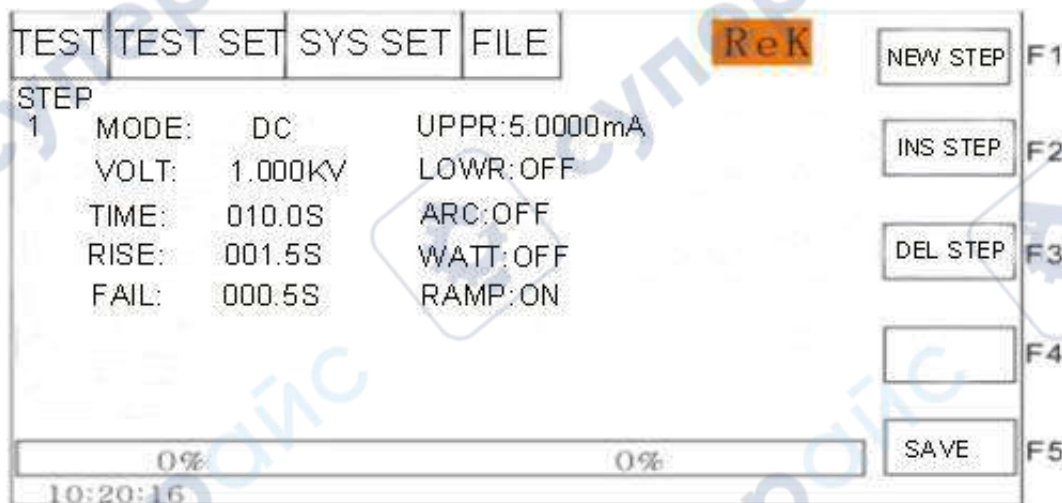 TEST TEST SET SYS SET FILE ReK NEW STEP F1
STEP
1 MODE: DC UPPR:5.0000mA
VOLT: 1.000KV LOWR:OFF INS STEP F2
TIME: 010.0S ARC:OFF
RISE: 001.5S WATT:OFF DEL STEP F3
FAIL: 000.5S RAMP:ON
F4
0% 0% SAVE F5
10:20:16